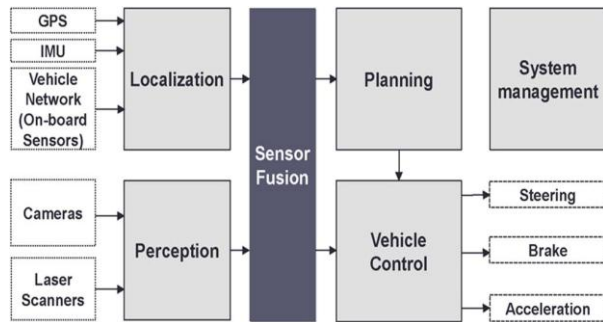 GPS
IMU
Vehicle
Network
(On-board
Sensors)
Localization
Cameras
Laser
Scanners
Perception
Sensor
Fusion
Planning
System
management
Vehicle
Control
Steering
Brake
Acceleration